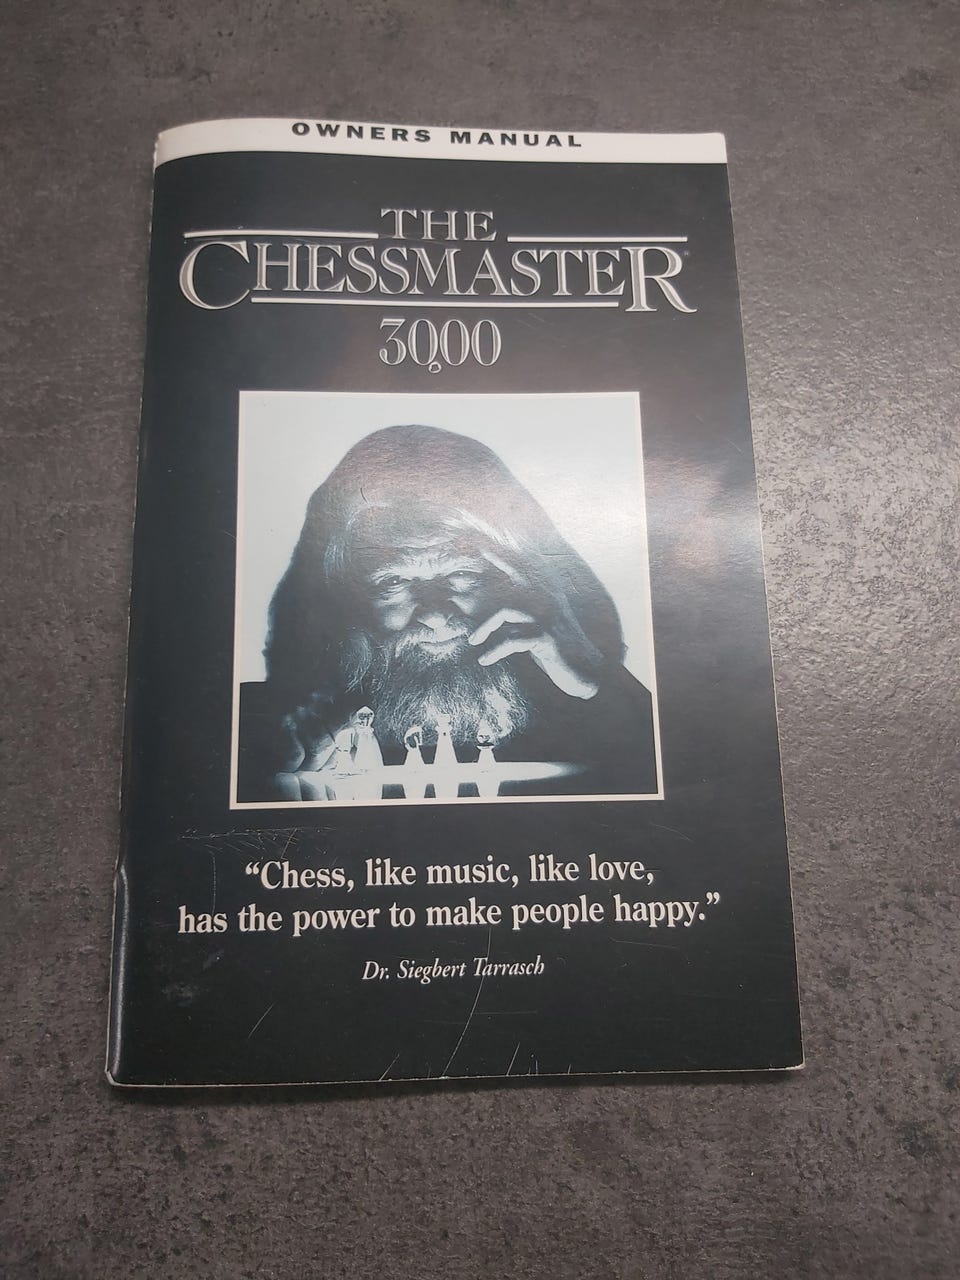 OWNERS MANUAL
THE
CHESSMASTER
3000
“Chess, like music, like love,
has the power to make people happy.”
Dr. Siegbert Tarrasch